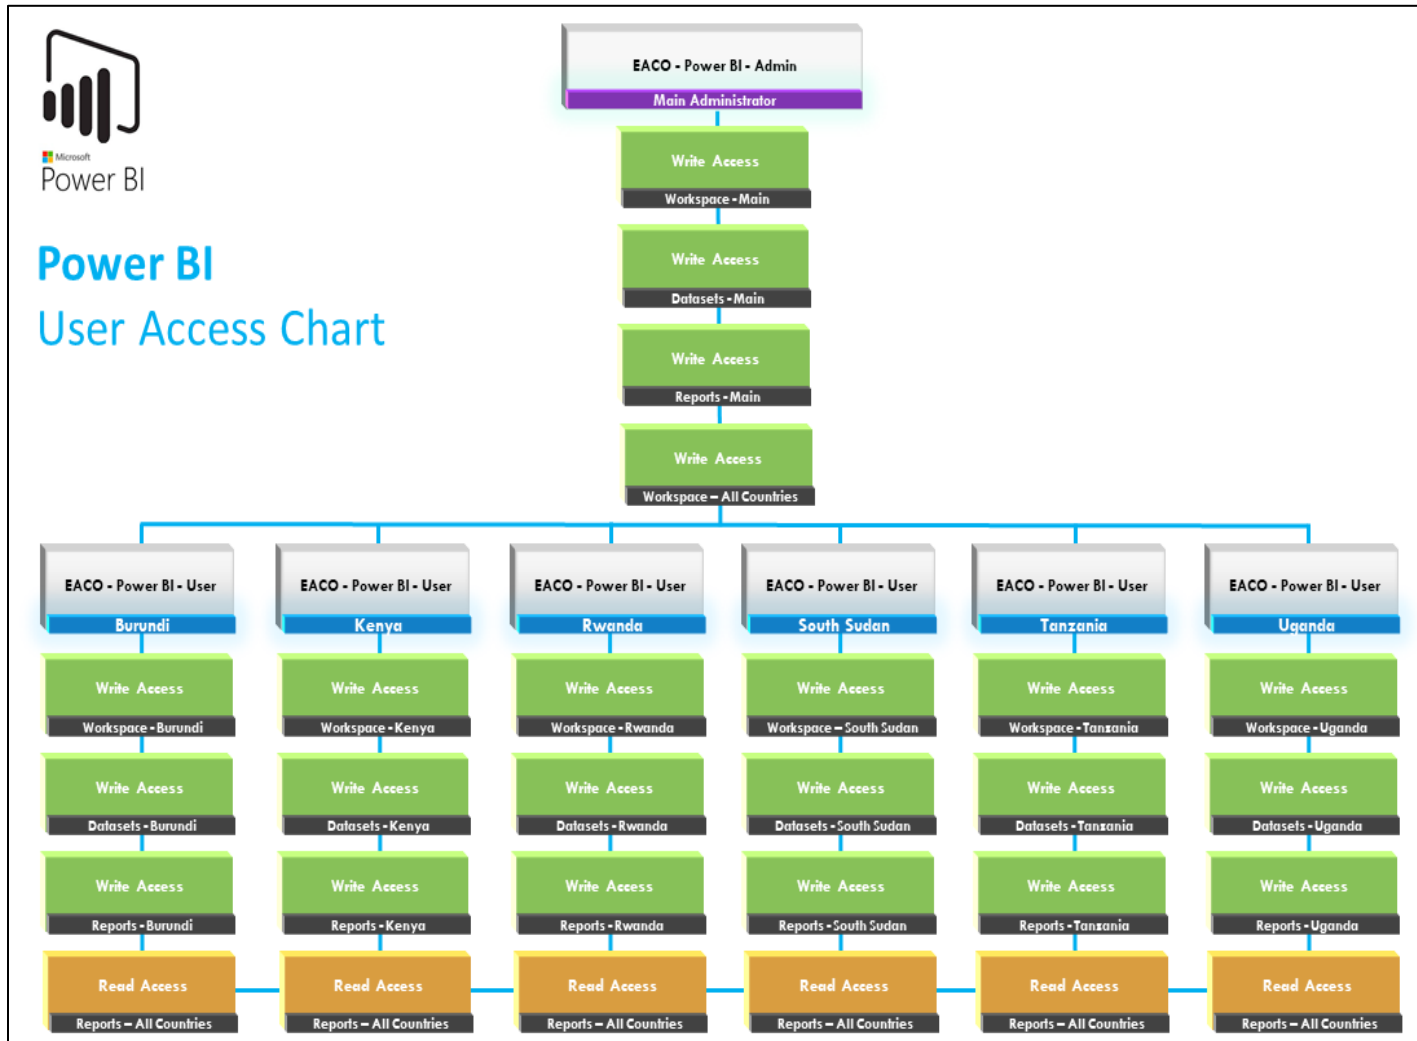 Microsoft
Power BI
Power BI
User Access Chart
EACO - Power BI - Admin
Main Administrator
Write Access
Workspace - Main
Write Access
Datasets - Main
Write Access
Reports - Main
Write Access
Workspace – All Countries
EACO - Power BI - User
Burundi
Write Access
Workspace - Burundi
Write Access
Datasets - Burundi
Write Access
Reports - Burundi
Read Access
Reports – All Countries
EACO - Power BI - User
Kenya
Write Access
Workspace - Kenya
Write Access
Datasets - Kenya
Write Access
Reports - Kenya
Read Access
Reports – All Countries
EACO - Power BI - User
Rwanda
Write Access
Workspace - Rwanda
Write Access
Datasets - Rwanda
Write Access
Reports - Rwanda
Read Access
Reports – All Countries
EACO - Power BI - User
South Sudan
Write Access
Workspace – South Sudan
Write Access
Datasets - South Sudan
Write Access
Reports - South Sudan
Read Access
Reports – All Countries
EACO - Power BI - User
Tanzania
Write Access
Workspace - Tanzania
Write Access
Datasets - Tanzania
Write Access
Reports - Tanzania
Read Access
Reports – All Countries
EACO - Power BI - User
Uganda
Write Access
Workspace - Uganda
Write Access
Datasets - Uganda
Write Access
Reports - Uganda
Read Access
Reports – All Countries